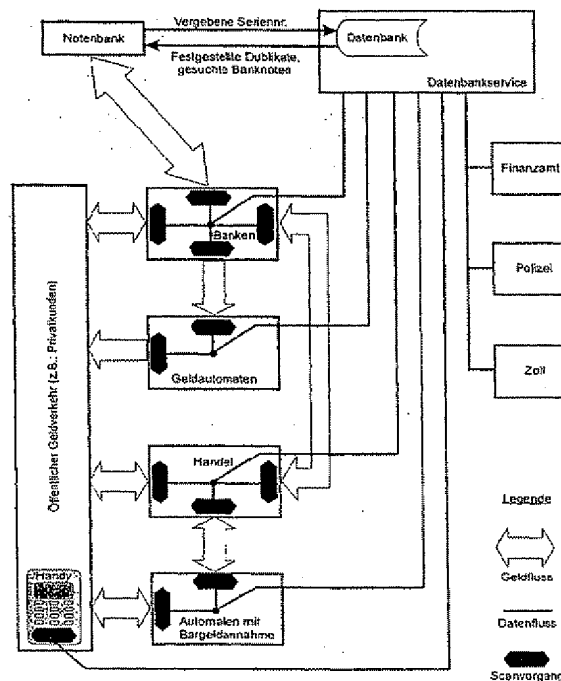 Vergebene Seriennr.
Notenbank
Datenbank
Festgestellte Dublikate,
gesuchte Banknoten
Datenbankservice
Finanzamt
Banken
Polizei
Öffentlicher Geldverkehr (z.B.: Privatkunden)
Geldautomaten
Zoll
Handel
Legende
Geldfluss
Handy
Automaten mit
Bargeldannahme
Datenfluss
Scanvorgang